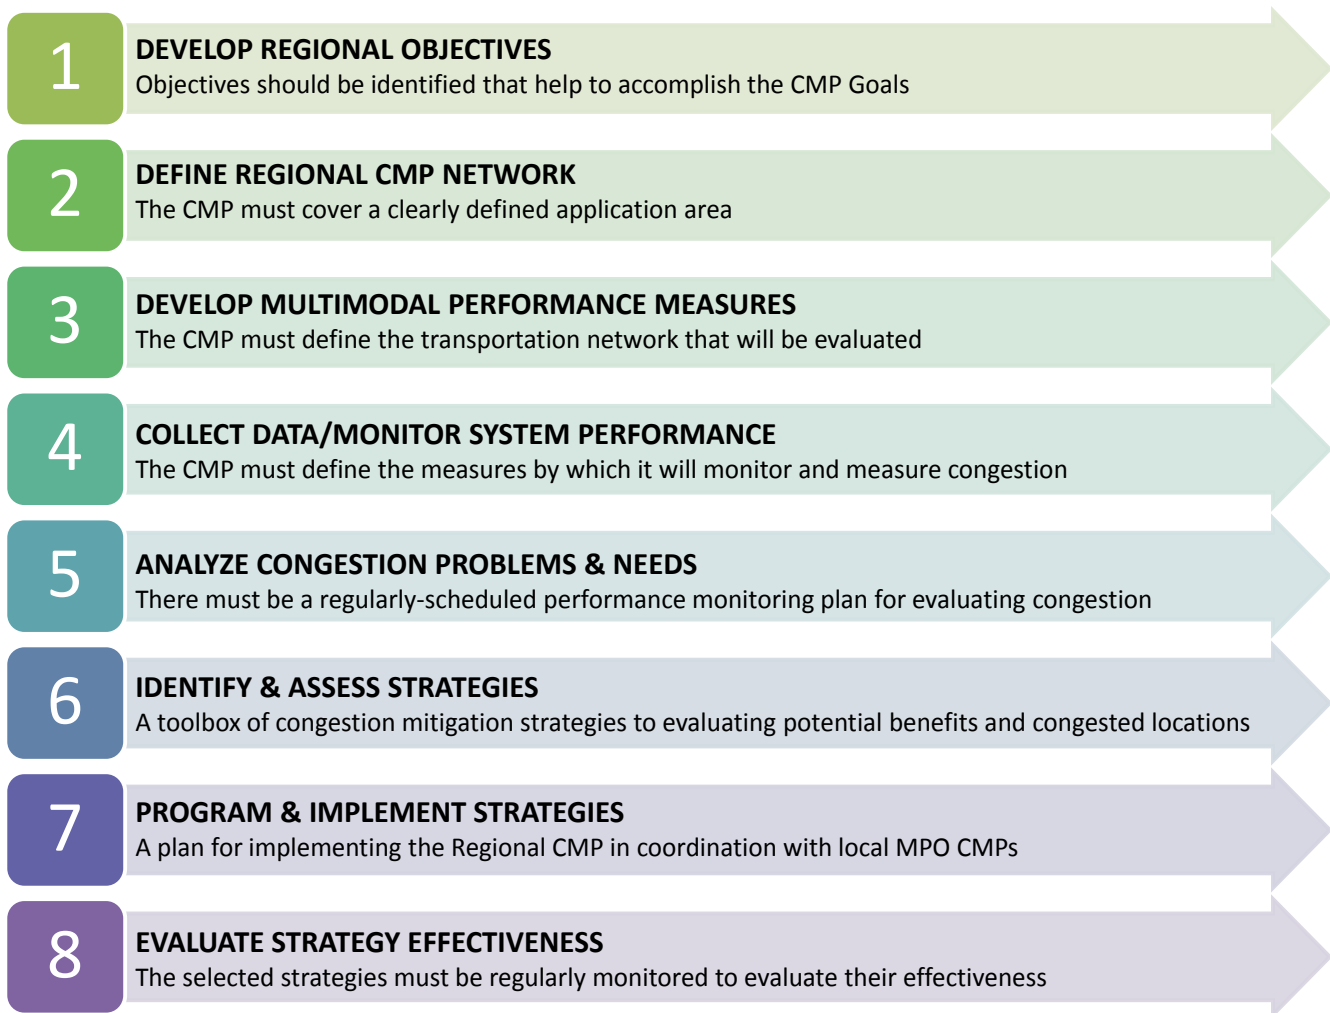 1
DEVELOP REGIONAL OBJECTIVES
Objectives should be identified that help to accomplish the CMP Goals
2
DEFINE REGIONAL CMP NETWORK
The CMP must cover a clearly defined application area
3
DEVELOP MULTIMODAL PERFORMANCE MEASURES
The CMP must define the transportation network that will be evaluated
4
COLLECT DATA/MONITOR SYSTEM PERFORMANCE
The CMP must define the measures by which it will monitor and measure congestion
5
ANALYZE CONGESTION PROBLEMS & NEEDS
There must be a regularly-scheduled performance monitoring plan for evaluating congestion
6
IDENTIFY & ASSESS STRATEGIES
A toolbox of congestion mitigation strategies to evaluating potential benefits and congested locations
7
PROGRAM & IMPLEMENT STRATEGIES
A plan for implementing the Regional CMP in coordination with local MPO CMPs
8
EVALUATE STRATEGY EFFECTIVENESS
The selected strategies must be regularly monitored to evaluate their effectiveness